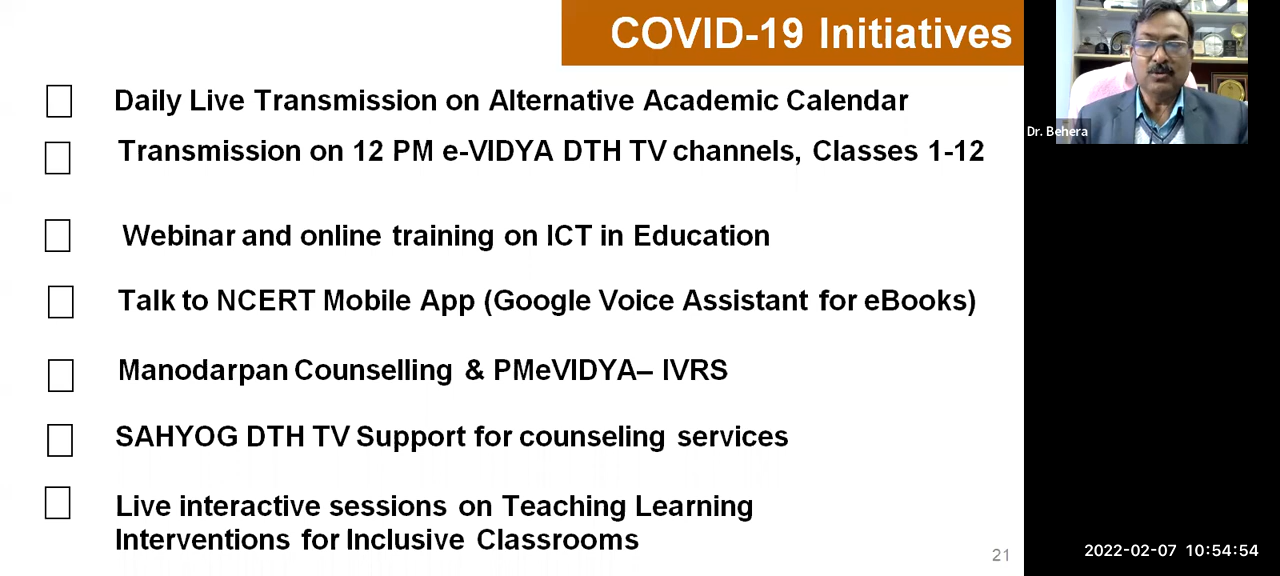 COVID-19 Initiatives
Daily Live Transmission on Alternative Academic Calendar
Transmission on 12 PM e-VIDYA DTH TV channels, Classes 1-12
Webinar and online training on ICT in Education
Talk to NCERT Mobile App (Google Voice Assistant for eBooks)
Manodarpan Counselling & PMeVIDYA– IVRS
SAHYOG DTH TV Support for counseling services
Live interactive sessions on Teaching Learning
Interventions for Inclusive Classrooms
21
Dr. Behera
2022-02-07 10:54:54